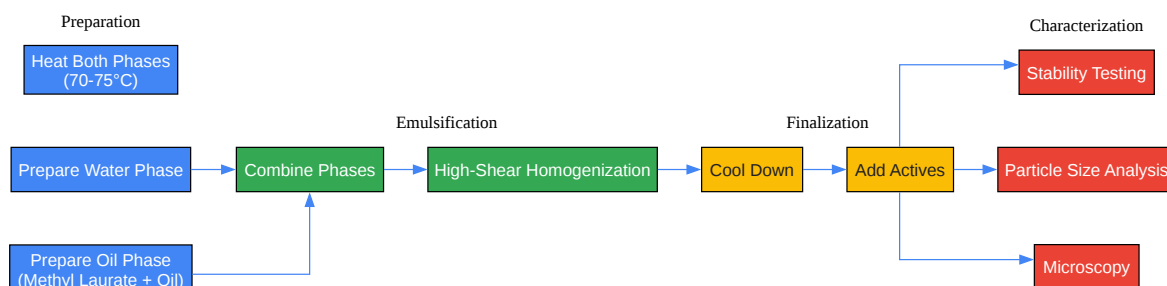 Preparation
Heat Both Phases
(70-75°C)
Prepare Water Phase
Prepare Oil Phase
(Methyl Laurate + Oil)
Emulsification
Combine Phases
High-Shear Homogenization
Finalization
Cool Down
Add Actives
Characterization
Stability Testing
Particle Size Analysis
Microscopy